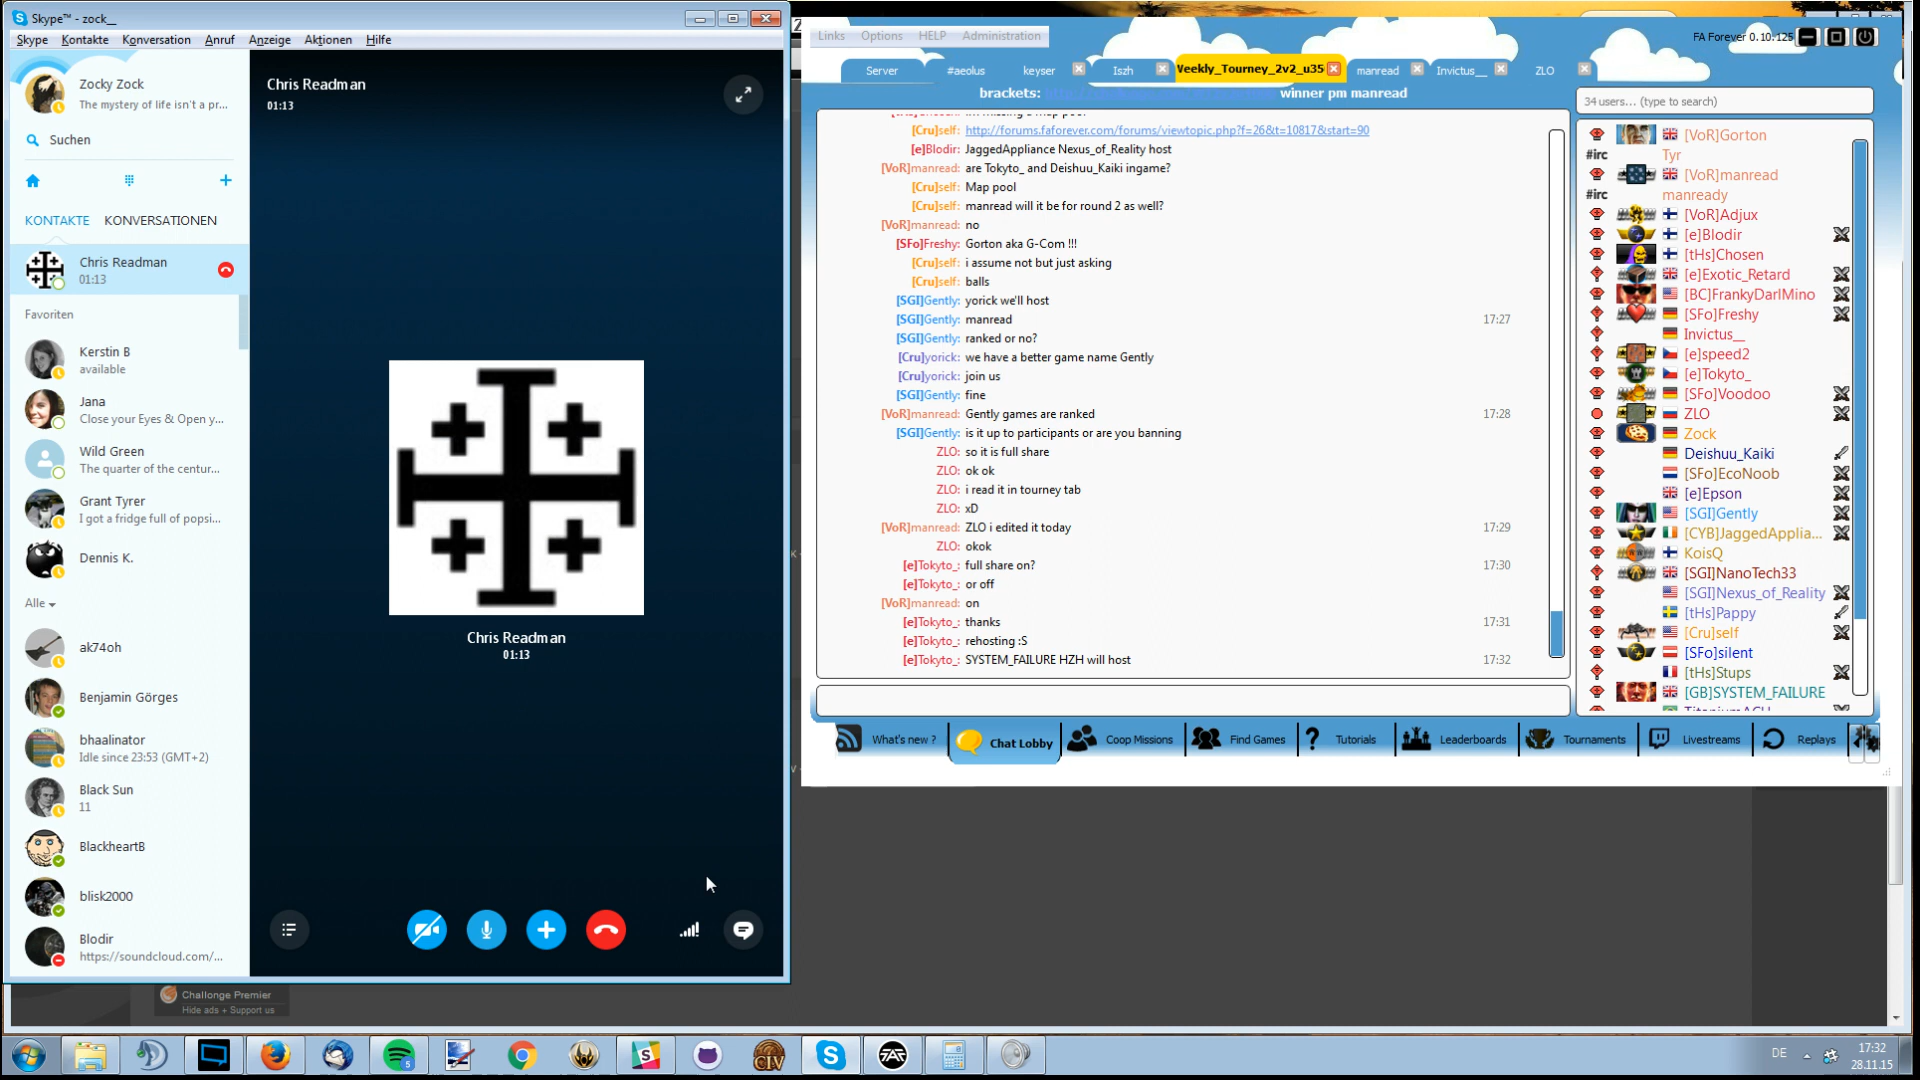 Skype™ - zock__
Skype Kontakte Konversation Anruf Anzeige Aktionen Hilfe
Zocky Zock
The mystery of life isn't a pr...
Suchen
KONTAKTE KONVERSATIONEN
Chris Readman
01:13
Favoriten
Kerstin B
available
Jana
Close your Eyes & Open y...
Wild Green
The quarter of the centur...
Grant Tyrer
I got a fridge full of popsi...
Dennis K.
Alle
ak74oh
Benjamin Görges
bhaalinator
Idle since 23:53 (GMT+2)
Black Sun
11
BlackheartB
blisk2000
Blodir
https://soundcloud.com/...
Chris Readman
01:13
Chris Readman
01:13
Challonge Premier
Hide ads + Support us
Links Options HELP Administration
FA Forever 0.10.125
Server #aeolus keyser Iszh Weekly_Tourney_2v2_u35 manread Invictus__ ZLO
brackets: winner pm manread
[Cru]self: http://forums.faforever.com/forums/viewtopic.php?f=26&t=10817&start=90
[e]Blodir: JaggedAppliance Nexus_of_Reality host
[VoR]manread: are Tokyto_ and Deishuu_Kaiki ingame?
[Cru]self: Map pool
[Cru]self: manread will it be for round 2 as well?
[VoR]manread: no
[SFo]Freshy: Gorton aka G-Com !!!
[Cru]self: i assume not but just asking
[Cru]self: balls
[SGI]Gently: yorick we'll host
[SGI]Gently: manread 17:27
[SGI]Gently: ranked or no?
[Cru]yorick: we have a better game name Gently
[Cru]yorick: join us
[SGI]Gently: fine
[VoR]manread: Gently games are ranked 17:28
[SGI]Gently: is it up to participants or are you banning
ZLO: so it is full share
ZLO: ok ok
ZLO: i read it in tourney tab
ZLO: xD
[VoR]manread: ZLO i edited it today 17:29
ZLO: okok
[e]Tokyto_: full share on? 17:30
[e]Tokyto_: or off
[VoR]manread: on
[e]Tokyto_: thanks 17:31
[e]Tokyto_: rehosting :S
[e]Tokyto_: SYSTEM_FAILURE HZH will host 17:32
34 users... (type to search)
[VoR]Gorton
#irc Tyr
[VoR]manread
#irc manready
[VoR]Adjux
[e]Blodir
[tHs]Chosen
[e]Exotic_Retard
[BC]FrankyDarlMino
[SFo]Freshy
Invictus__
[e]speed2
[e]Tokyto_
[SFo]Voodoo
ZLO
Zock
Deishuu_Kaiki
[SFo]EcoNoob
[e]Epson
[SGI]Gently
[CYB]JaggedApplia...
KoisQ
[SGI]NanoTech33
[SGI]Nexus_of_Reality
[tHs]Pappy
[Cru]self
[SFo]silent
[tHs]Stups
[GB]SYSTEM_FAILURE
What's new ? Chat Lobby Coop Missions Find Games Tutorials Leaderboards Tournaments Livestreams Replays
5
CIV
DE
17:32
28.11.15